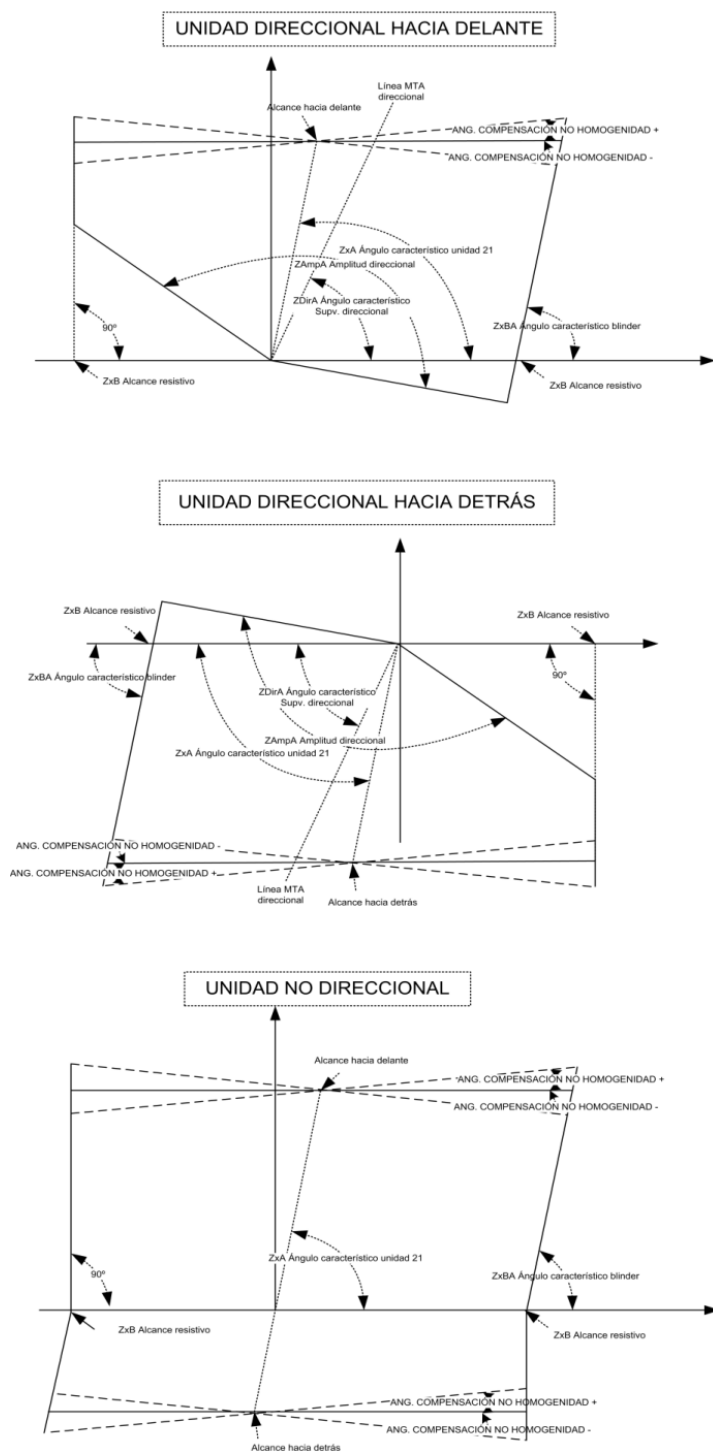 UNIDAD DIRECCIONAL HACIA DELANTE
Línea MTA
direccional
Alcance hacia delante
ANG. COMPENSACIÓN NO HOMOGENIDAD +
ANG. COMPENSACIÓN NO HOMOGENIDAD -
ZxA Ángulo característico unidad 21
ZAmpA Amplitud direccional
ZDirA Ángulo característico
Supv. direccional
90º
ZxBA Ángulo característico blinder
ZxB Alcance resistivo
ZxB Alcance resistivo
UNIDAD DIRECCIONAL HACIA DETRÁS
ZxB Alcance resistivo
ZxB Alcance resistivo
ZxBA Ángulo característico blinder
90º
ZDirA Ángulo característico
Supv. direccional
ZAmpA Amplitud direccional
ZxA Ángulo característico unidad 21
ANG. COMPENSACIÓN NO HOMOGENIDAD -
ANG. COMPENSACIÓN NO HOMOGENIDAD +
Línea MTA
direccional
Alcance hacia detrás
UNIDAD NO DIRECCIONAL
Alcance hacia delante
ANG. COMPENSACIÓN NO HOMOGENIDAD +
ANG. COMPENSACIÓN NO HOMOGENIDAD -
ZxA Ángulo característico unidad 21
90º
ZxBA Ángulo característico blinder
ZxB Alcance resistivo
ZxB Alcance resistivo
ANG. COMPENSACIÓN NO HOMOGENIDAD +
ANG. COMPENSACIÓN NO HOMOGENIDAD -
Alcance hacia detrás